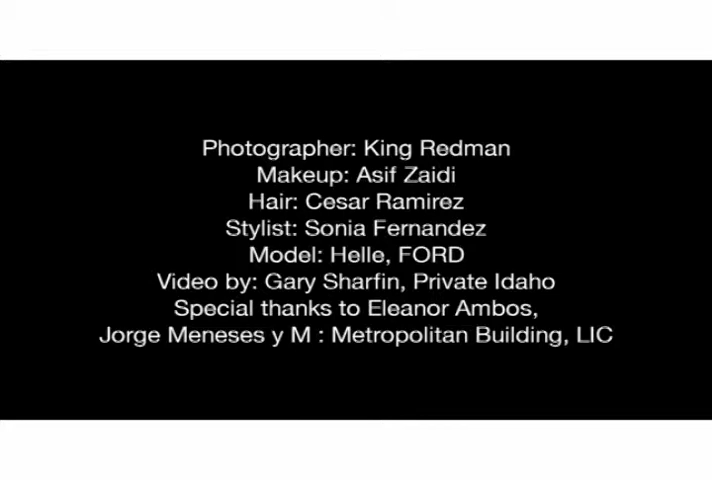 Photographer: King Redman
Makeup: Asif Zaidi
Hair: Cesar Ramirez
Stylist: Sonia Fernandez
Model: Helle, FORD
Video by: Gary Sharfin, Private Idaho
Special thanks to Eleanor Ambos,
Jorge Meneses y M : Metropolitan Building, LIC